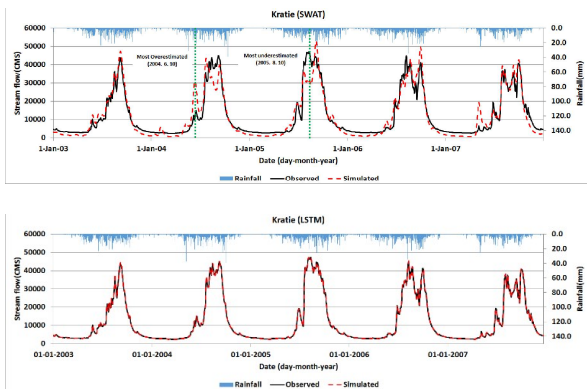 Kratie (SWAT)
60000
50000
40000
30000
20000
10000
0
Stream flow(CMS)
Most Overestimated
(2004. 6. 10)
Most underestimated
(2005. 8. 10)
0.0
20.0
40.0
60.0
80.0
100.0
120.0
140.0
Rainfall(mm)
1-Jan-03
1-Jan-04
1-Jan-05
1-Jan-06
1-Jan-07
Date (day-month-year)
Rainfall
Observed
Simulated
Kratie (LSTM)
60000
50000
40000
30000
20000
10000
0
Stream flow(CMS)
0.0
20.0
40.0
60.0
80.0
100.0
120.0
140.0
Rainfall(mm)
01-01-2003
01-01-2004
01-01-2005
01-01-2006
01-01-2007
Date (day-month-year)
Rainfall
Observed
Simulated